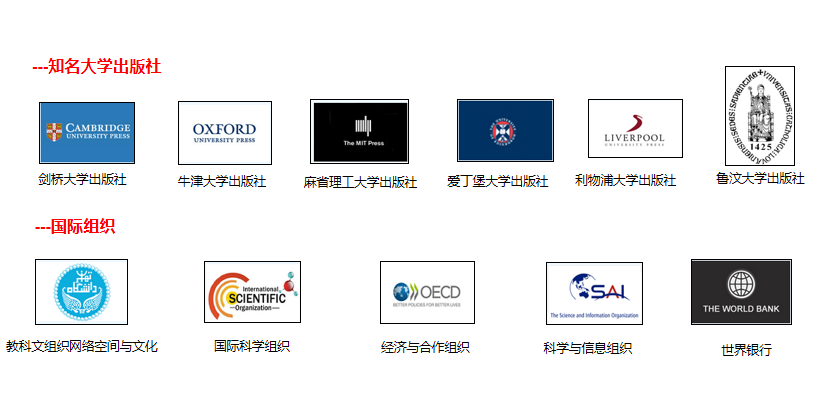 ---知名大学出版社
CAMBRIDGE
UNIVERSITY PRESS
OXFORD
UNIVERSITY PRESS
The MIT Press
LIVERPOOL
UNIVERSITY PRESS
1425
剑桥大学出版社
牛津大学出版社
麻省理工大学出版社
爱丁堡大学出版社
利物浦大学出版社
鲁汶大学出版社
---国际组织
دانشگاه
تهران
International
SCIENTIFIC
Organization
OECD
BETTER POLICIES FOR BETTER LIVES
SAI
The Science and Information Organization
THE WORLD BANK
教科文组织网络空间与文化
国际科学组织
经济与合作组织
科学与信息组织
世界银行